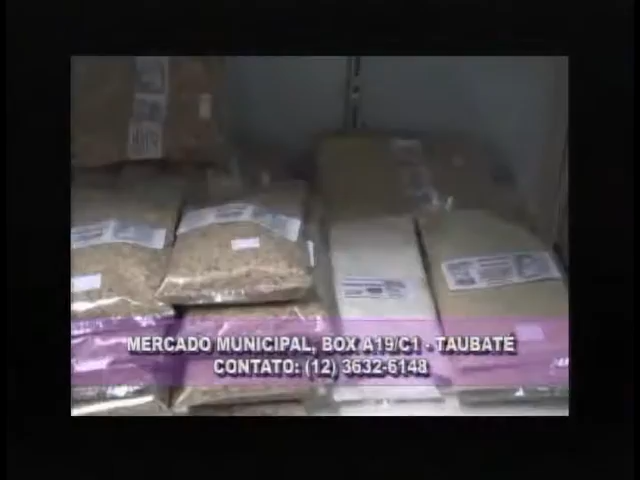 MERCADO MUNICIPAL, BOX A19/C1 - TAUBATÉ
CONTATO: (12) 3632-6148